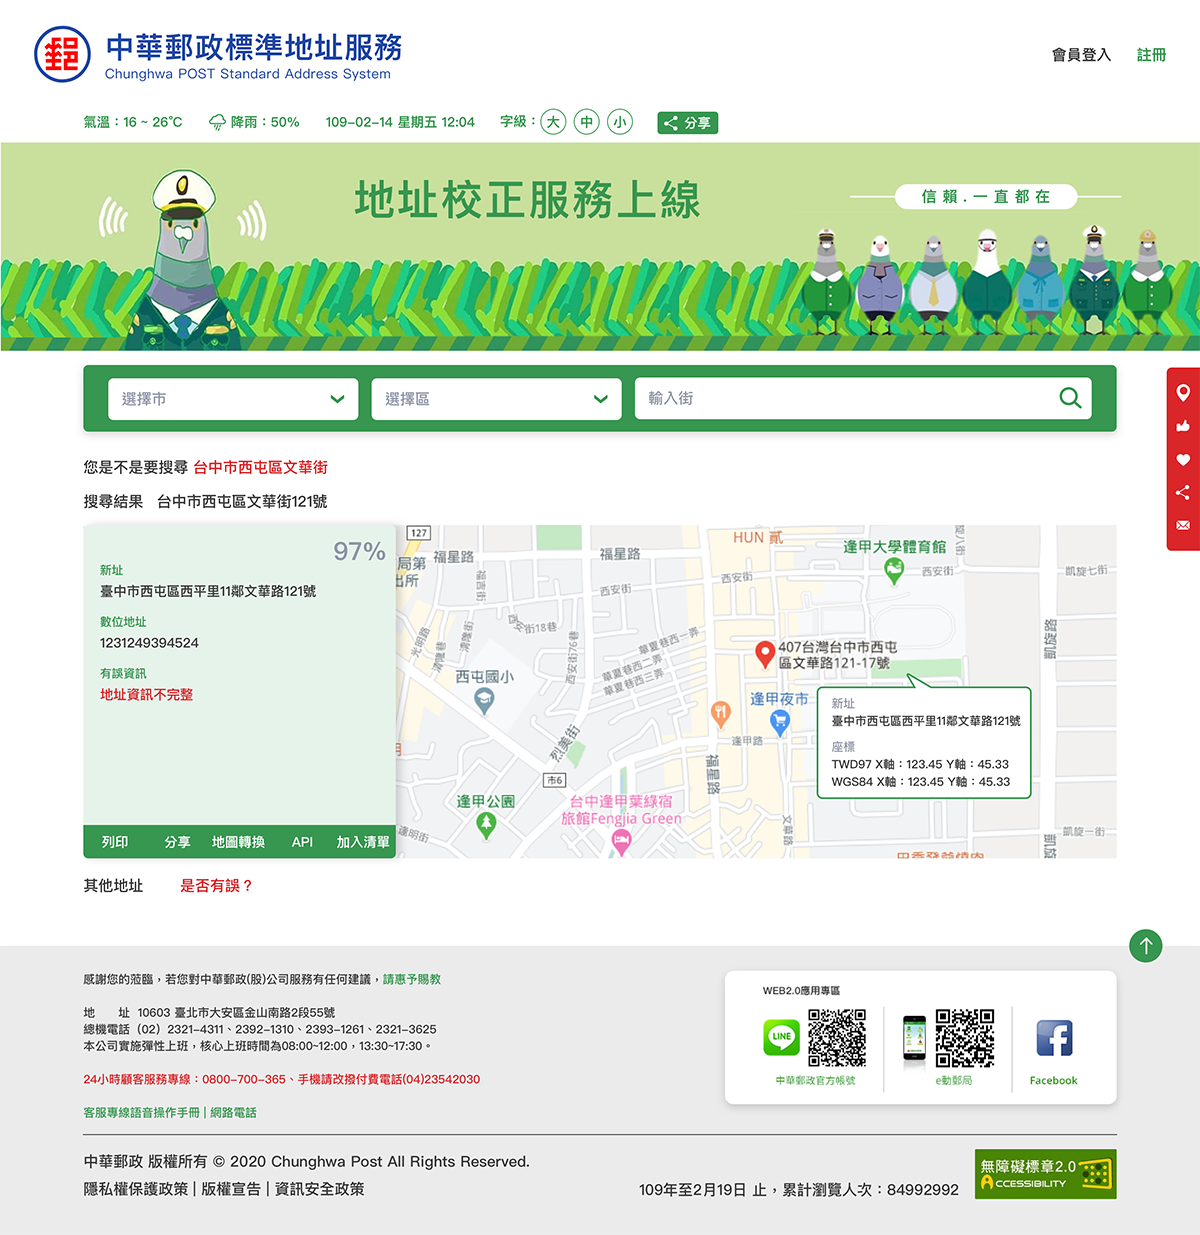 郵
中華郵政標準地址服務
Chunghwa POST Standard Address System
會員登入 註冊
氣溫：16 ~ 26°C 降雨：50% 109-02-14 星期五 12:04 字級： 大 中 小 分享
地址校正服務上線
信賴.一直都在
選擇市 選擇區 輸入街
您是不是要搜尋 台中市西屯區文華街
搜尋結果 台中市西屯區文華街121號
97%
新址
臺中市西屯區西平里11鄰文華路121號
數位地址
1231249394524
有誤資訊
地址資訊不完整
列印 分享 地圖轉換 API 加入清單
127
局第
出所
福星路
福星路
HUN 貳
逢甲大學體育館
西安街
西安街
西安街
凱旋七街
福吉街
光明路
清隆巷
清隆街
西安街76巷
華夏巷西一弄
華夏巷西二弄
華夏巷西三弄
凱旋路
407台灣台中市西屯
區文華路121-17號
西屯國小
逢甲夜市
逢甲路
烈美街
福星路
市6
新址
臺中市西屯區西平里11鄰文華路121號
座標
TWD97 X軸：123.45 Y軸：45.33
WGS84 X軸：123.45 Y軸：45.33
逢甲公園
台中逢甲葉綠宿
旅館Fengjia Green
文華路
凱旋一街
其他地址 是否有誤？
感謝您的蒞臨，若您對中華郵政(股)公司服務有任何建議，請惠予賜教
地 址 10603 臺北市大安區金山南路2段55號
總機電話（02）2321-4311、2392-1310、2393-1261、2321-3625
本公司實施彈性上班，核心上班時間為08:00~12:00，13:30~17:30。
24小時顧客服務專線：0800-700-365、手機請改撥付費電話(04)23542030
客服專線語音操作手冊 | 網路電話
WEB2.0應用專區
LINE
中華郵政官方帳號 e動郵局 Facebook
中華郵政 版權所有 © 2020 Chunghwa Post All Rights Reserved.
隱私權保護政策 | 版權宣告 | 資訊安全政策
109年至2月19日 止，累計瀏覽人次：84992992
無障礙標章2.0
ACCESSIBILITY